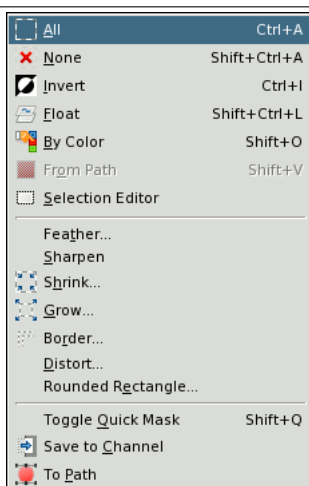 All Ctrl+A
None Shift+Ctrl+A
Invert Ctrl+I
Float Shift+Ctrl+L
By Color Shift+O
From Path Shift+V
Selection Editor
Feather...
Sharpen
Shrink...
Grow...
Border...
Distort...
Rounded Rectangle...
Toggle Quick Mask Shift+Q
Save to Channel
To Path